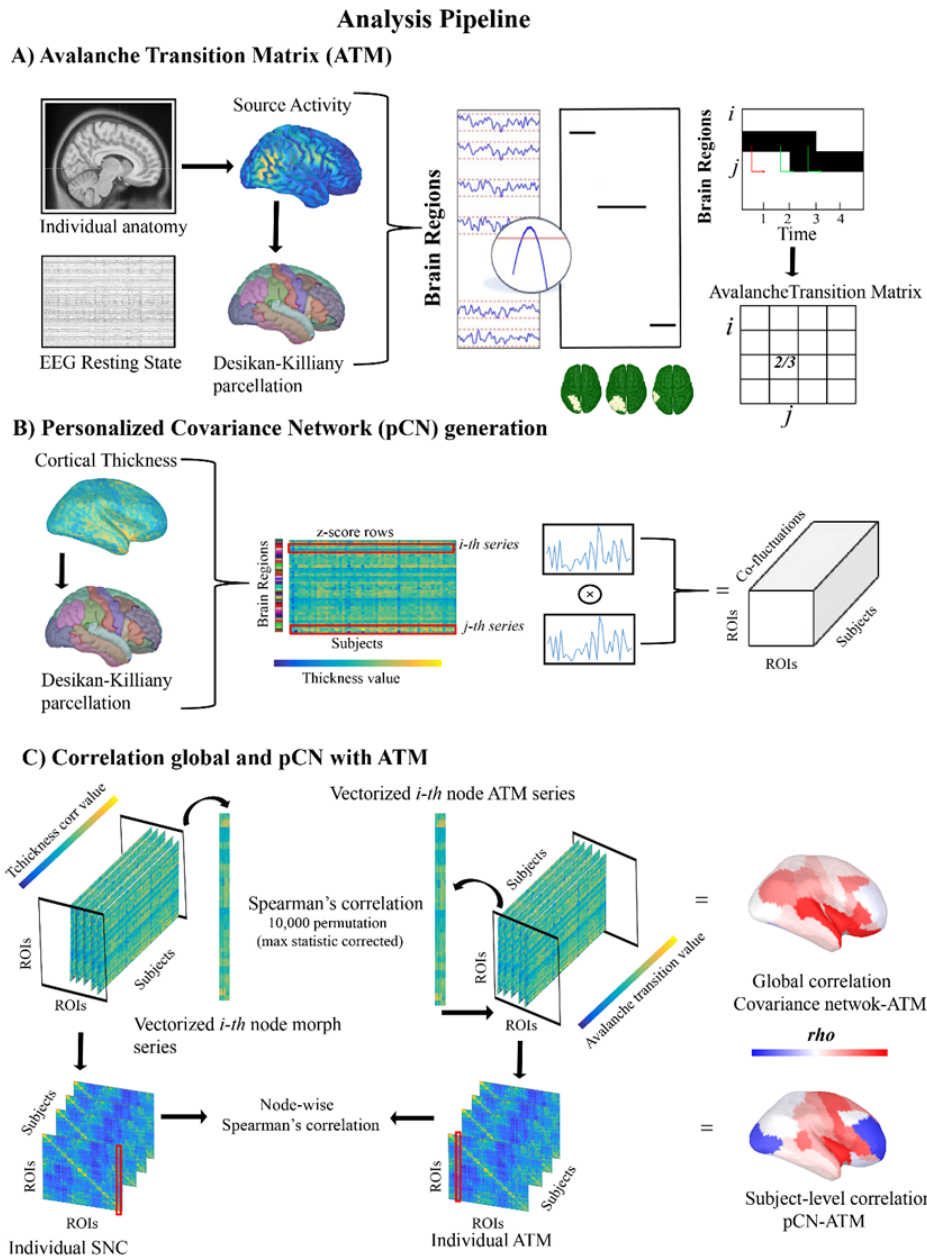 Analysis Pipeline
A) Avalanche Transition Matrix (ATM)
Source Activity
Individual anatomy
EEG Resting State
Desikan-Killiany
parcellation
Brain Regions
Brain Regions
i
j
1 2 3 4
Time
AvalancheTransition Matrix
i
2/3
j
B) Personalized Covariance Network (pCN) generation
Cortical Thickness
Desikan-Killiany
parcellation
z-score rows
i-th series
Brain Regions
j-th series
Subjects
Thickness value
×
=
Co-fluctuations
ROIs
Subjects
ROIs
C) Correlation global and pCN with ATM
Vectorized i-th node ATM series
Tchickness corr value
ROIs
Subjects
ROIs
Spearman's correlation
10,000 permutation
(max statistic corrected)
Subjects
ROIs
ROIs
Avalanche transition value
=
Global correlation
Covariance netwok-ATM
Vectorized i-th node morph
series
rho
Subjects
ROIs
ROIs
Individual SNC
Node-wise
Spearman's correlation
ROIs
Subjects
ROIs
Individual ATM
=
Subject-level correlation
pCN-ATM